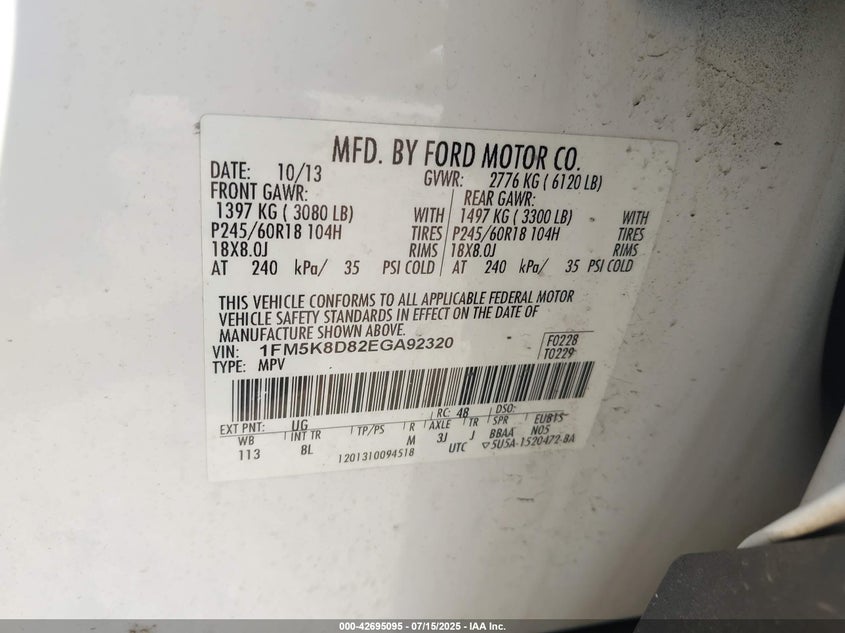 MFD. BY FORD MOTOR CO.
DATE: 10/13 GVWR: 2776 KG ( 6120 LB)
FRONT GAWR: REAR GAWR:
1397 KG ( 3080 LB) WITH 1497 KG ( 3300 LB) WITH
P245/60R18 104H TIRES P245/60R18 104H TIRES
18X8.0J RIMS 18X8.0J RIMS
AT 240 kPa/ 35 PSI COLD AT 240 kPa/ 35 PSI COLD
THIS VEHICLE CONFORMS TO ALL APPLICABLE FEDERAL MOTOR
VEHICLE SAFETY STANDARDS IN EFFECT ON THE DATE OF
MANUFACTURE SHOWN ABOVE.
VIN: 1FM5K8D82EGA92320 F0228
TYPE: MPV T0229
EXT PNT: UG RC: 48 DSO:
WB INT TR TP/PS R AXLE TR SPR EUB1S
113 8L M 3J J BBAA N05
1201310094518 UTC ▽5U5A-1520472-BA
000-42695095 - 07/15/2025 - IAA Inc.